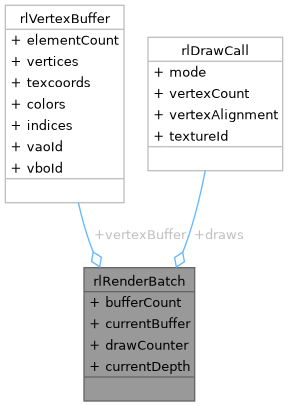 rlVertexBuffer
+ elementCount
+ vertices
+ texcoords
+ colors
+ indices
+ vaoId
+ vboId
rlDrawCall
+ mode
+ vertexCount
+ vertexAlignment
+ textureId
+vertexBuffer
+draws
rlRenderBatch
+ bufferCount
+ currentBuffer
+ drawCounter
+ currentDepth